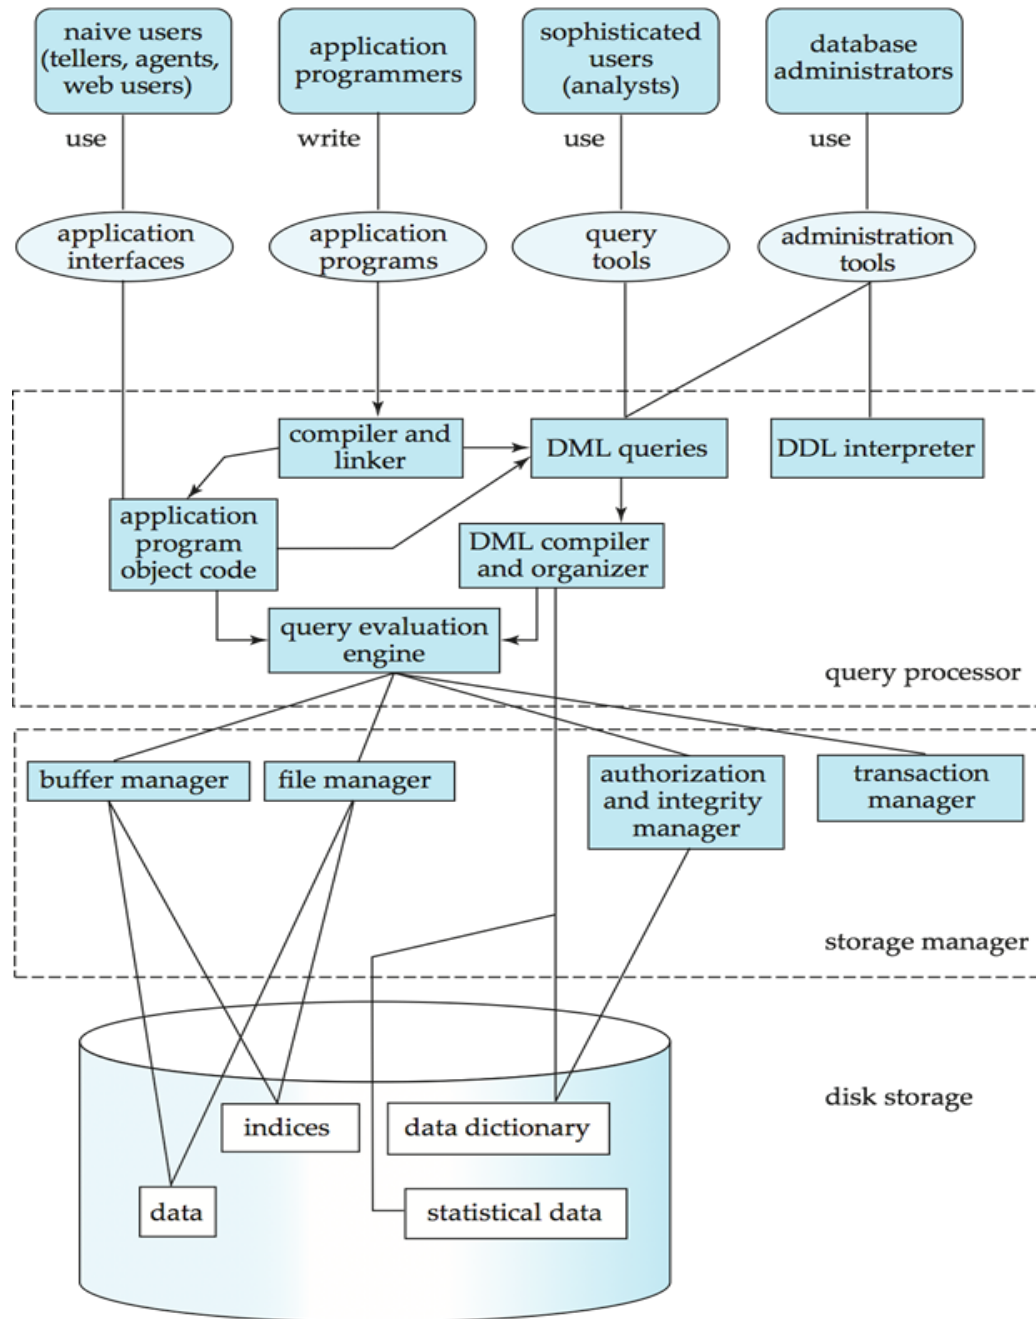 naive users
(tellers, agents,
web users)
application
programmers
sophisticated
users
(analysts)
database
administrators
use
write
use
use
application
interfaces
application
programs
query
tools
administration
tools
compiler and
linker
DML queries
DDL interpreter
application
program
object code
DML compiler
and organizer
query evaluation
engine
query processor
buffer manager
file manager
authorization
and integrity
manager
transaction
manager
storage manager
disk storage
indices
data dictionary
data
statistical data